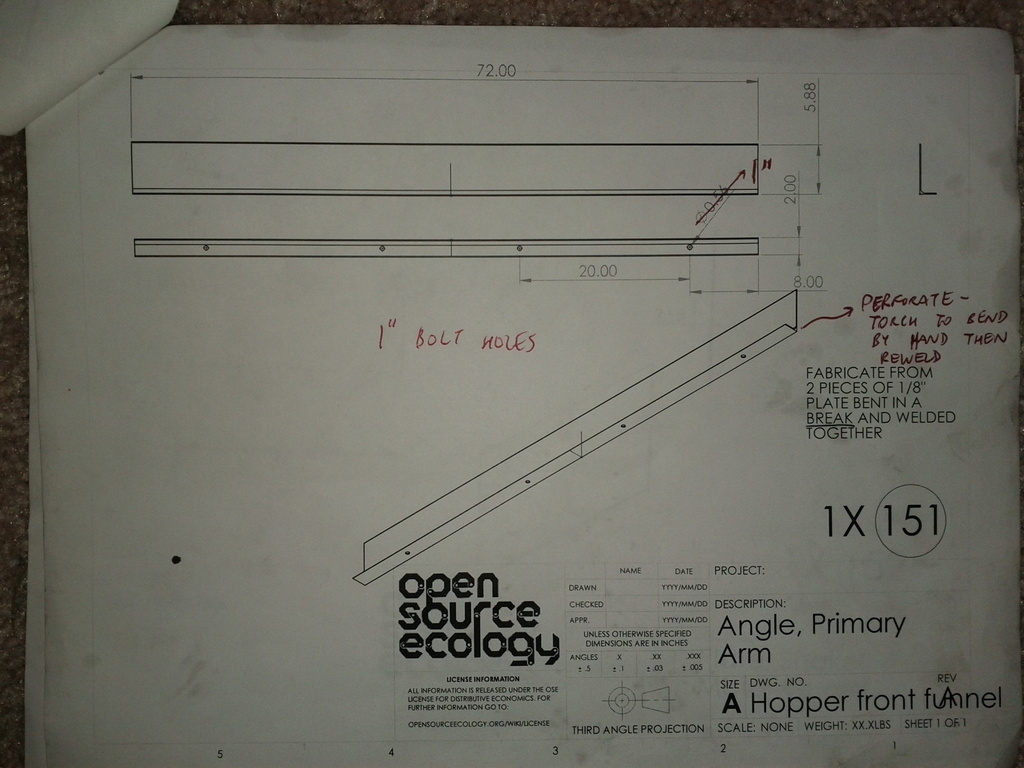 72.00
5.88
2.00
1"
20.00
8.00
1" BOLT HOLES
PERFORATE -
TORCH TO BEND
BY HAND THEN
REWELD
FABRICATE FROM
2 PIECES OF 1/8"
PLATE BENT IN A
BREAK AND WELDED
TOGETHER
1X 151
open
source
ecology
LICENSE INFORMATION
ALL INFORMATION IS RELEASED UNDER THE OSE
LICENSE FOR DISTRIBUTIVE ECONOMICS. FOR
FURTHER INFORMATION GO TO:
OPENSOURCEECOLOGY.ORG/WIKI/LICENSE
NAME DATE
DRAWN YYYY/MM/DD
CHECKED YYYY/MM/DD
APPR. YYYY/MM/DD
UNLESS OTHERWISE SPECIFIED
DIMENSIONS ARE IN INCHES
ANGLES X XX XXX
± .5 ± .1 ± .03 ± .005
THIRD ANGLE PROJECTION
PROJECT:
DESCRIPTION:
Angle, Primary
Arm
SIZE DWG. NO. REV
A Hopper front funnel
SCALE: NONE WEIGHT: XX.XLBS SHEET 1 OF 1
5 4 3 2 1